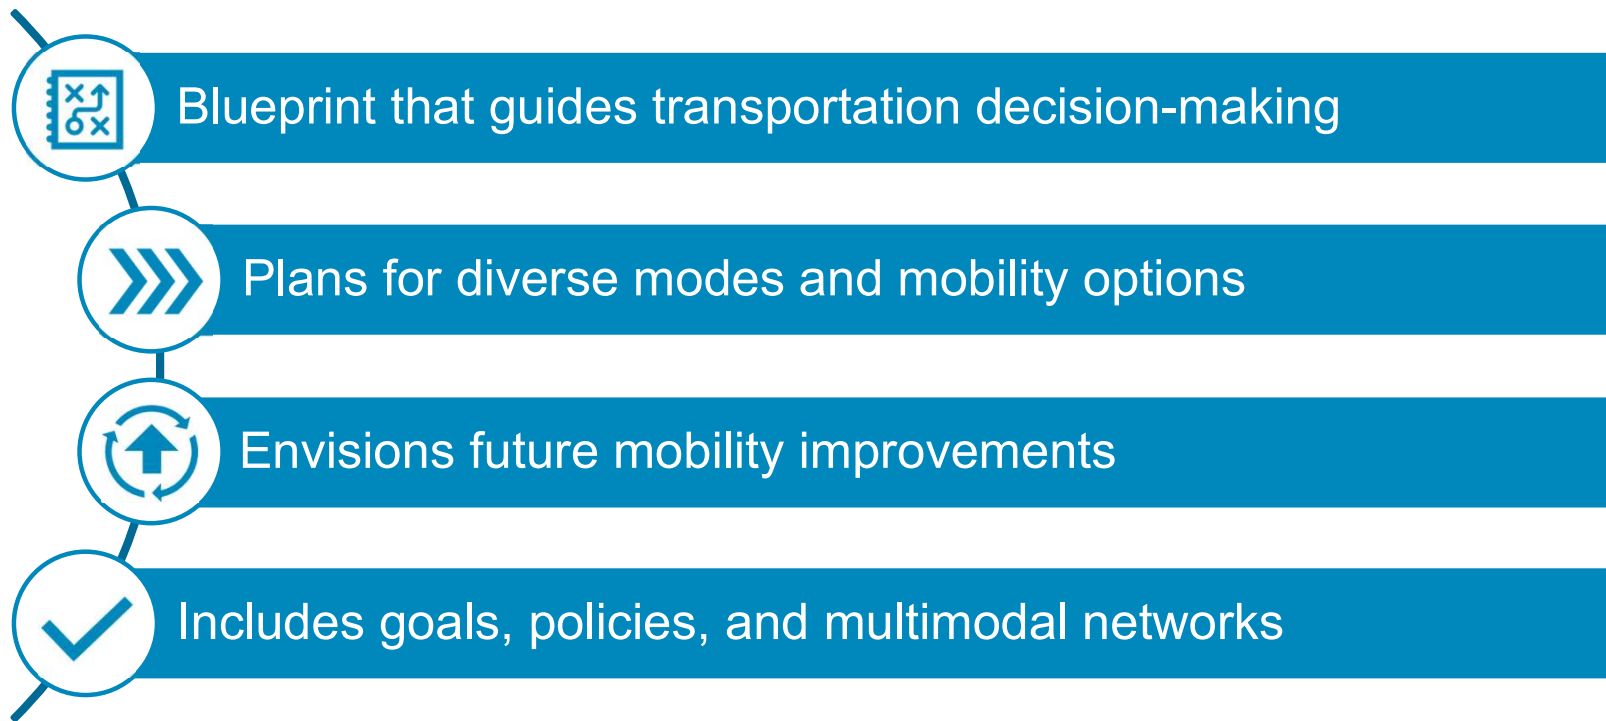 Blueprint that guides transportation decision-making
Plans for diverse modes and mobility options
Envisions future mobility improvements
Includes goals, policies, and multimodal networks